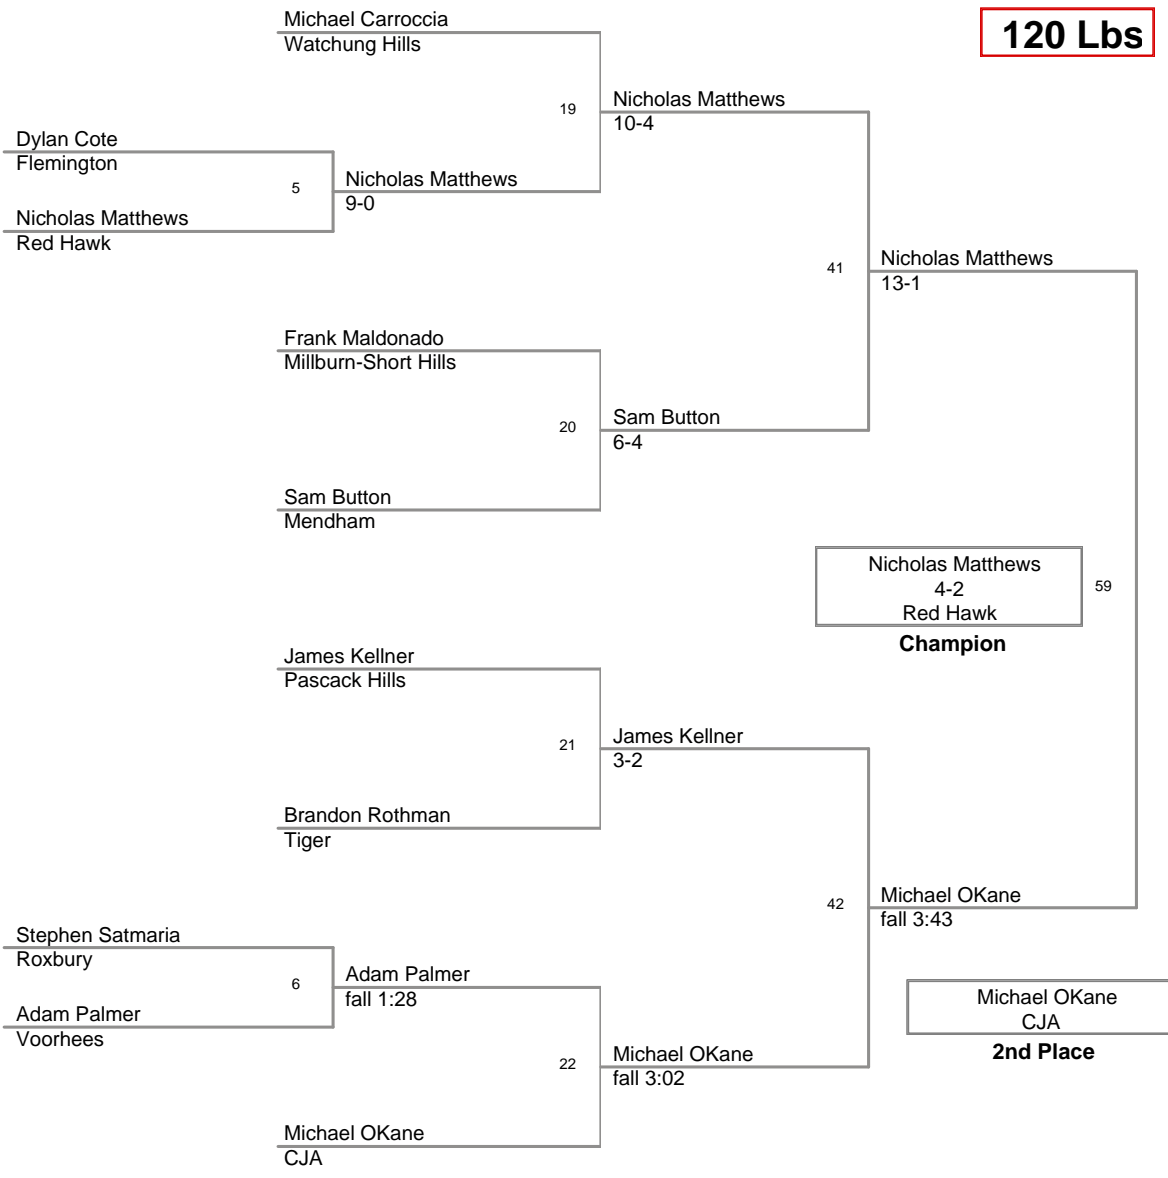 Michael Carroccia
Watchung Hills
120 Lbs
19
Nicholas Matthews
10-4
Dylan Cote
Flemington
5
Nicholas Matthews
9-0
Nicholas Matthews
Red Hawk
41
Nicholas Matthews
13-1
Frank Maldonado
Millburn-Short Hills
20
Sam Button
6-4
Sam Button
Mendham
Nicholas Matthews
4-2
Red Hawk
59
Champion
James Kellner
Pascack Hills
21
James Kellner
3-2
Brandon Rothman
Tiger
42
Michael OKane
fall 3:43
Stephen Satmaria
Roxbury
6
Adam Palmer
fall 1:28
Adam Palmer
Voorhees
Michael OKane
CJA
2nd Place
22
Michael OKane
fall 3:02
Michael OKane
CJA